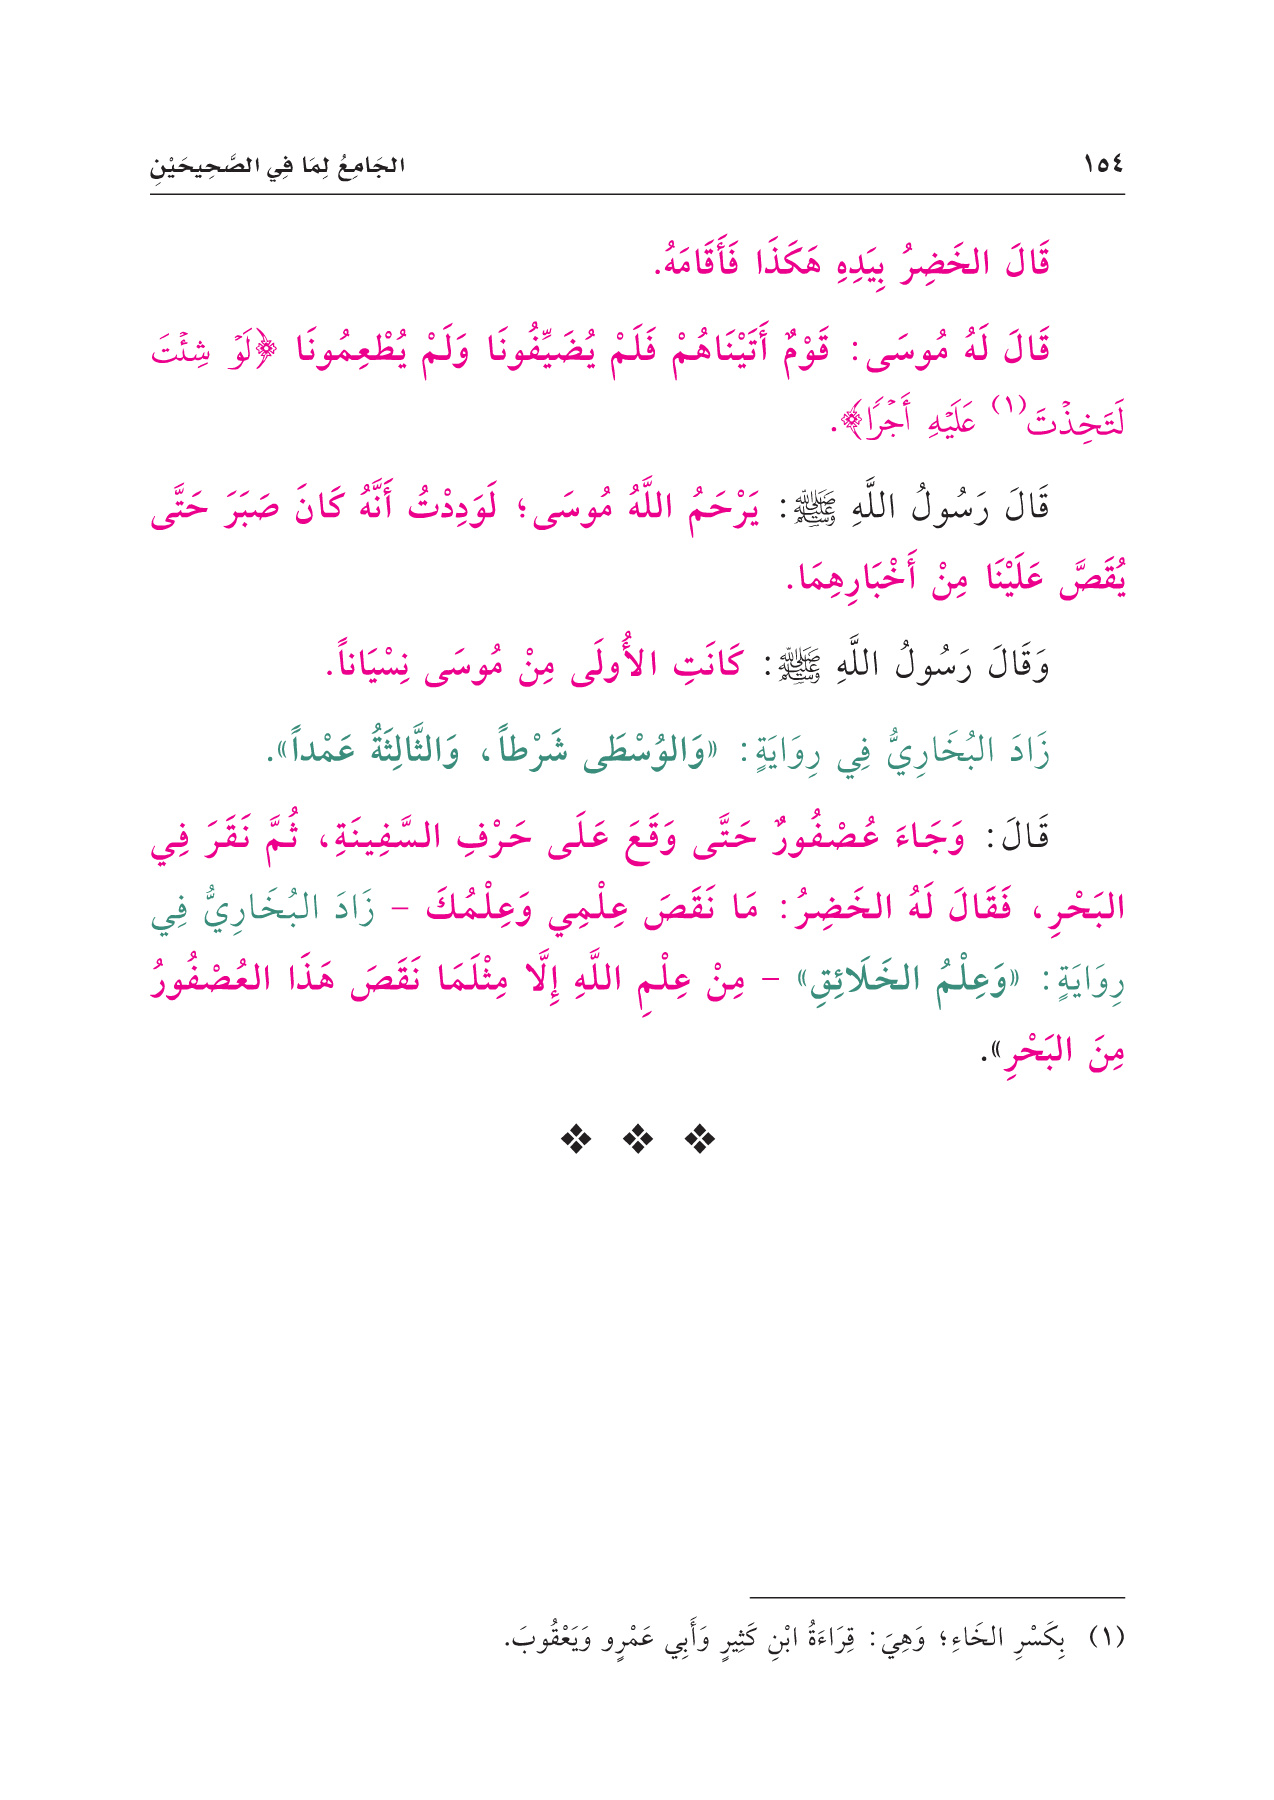 ١٥٤ الجَامِعُ لِمَا فِي الصَّحِيحَيْنِ
قَالَ الخَضِرُ بِيَدِهِ هَكَذَا فَأَقَامَهُ.
قَالَ لَهُ مُوسَى: قَوْمٌ أَتَيْنَاهُمْ فَلَمْ يُضَيِّفُونَا وَلَمْ يُطْعِمُونَا ﴿لَوۡ شِئۡتَ
لَتَخِذۡتَ(١) عَلَيۡهِ أَجۡرٗا﴾.
قَالَ رَسُولُ اللَّهِ ﷺ: يَرْحَمُ اللَّهُ مُوسَى؛ لَوَدِدْتُ أَنَّهُ كَانَ صَبَرَ حَتَّى
يُقَصَّ عَلَيْنَا مِنْ أَخْبَارِهِمَا.
وَقَالَ رَسُولُ اللَّهِ ﷺ: كَانَتِ الأُولَى مِنْ مُوسَى نِسْيَاناً.
زَادَ البُخَارِيُّ فِي رِوَايَةٍ: «وَالوُسْطَى شَرْطاً، وَالثَّالِثَةُ عَمْداً».
قَالَ: وَجَاءَ عُصْفُورٌ حَتَّى وَقَعَ عَلَى حَرْفِ السَّفِينَةِ، ثُمَّ نَقَرَ فِي
البَحْرِ، فَقَالَ لَهُ الخَضِرُ: مَا نَقَصَ عِلْمِي وَعِلْمُكَ - زَادَ البُخَارِيُّ فِي
رِوَايَةٍ: «وَعِلْمُ الخَلَائِقِ» - مِنْ عِلْمِ اللَّهِ إِلَّا مِثْلَمَا نَقَصَ هَذَا العُصْفُورُ
مِنَ البَحْرِ».
(١) بِكَسْرِ الخَاءِ؛ وَهِيَ: قِرَاءَةُ ابْنِ كَثِيرٍ وَأَبِي عَمْرٍو وَيَعْقُوبَ.